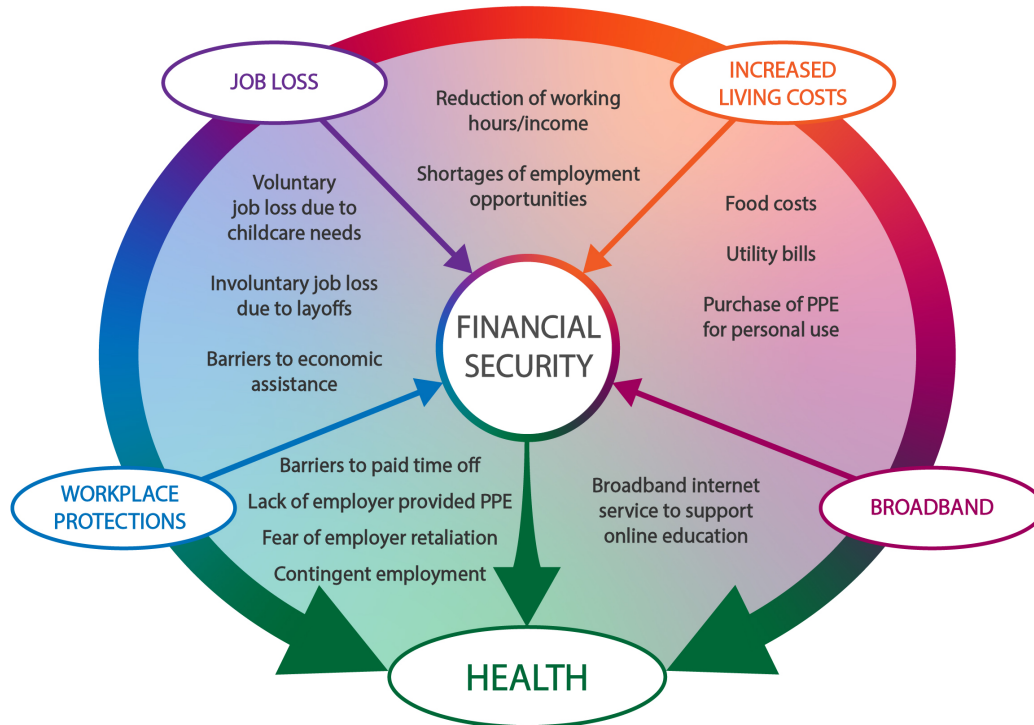 JOB LOSS
INCREASED
LIVING COSTS
Reduction of working
hours/income
Shortages of employment
opportunities
Voluntary
job loss due to
childcare needs
Involuntary job loss
due to layoffs
Barriers to economic
assistance
Food costs
Utility bills
Purchase of PPE
for personal use
FINANCIAL
SECURITY
WORKPLACE
PROTECTIONS
Barriers to paid time off
Lack of employer provided PPE
Fear of employer retaliation
Contingent employment
Broadband internet
service to support
online education
BROADBAND
HEALTH